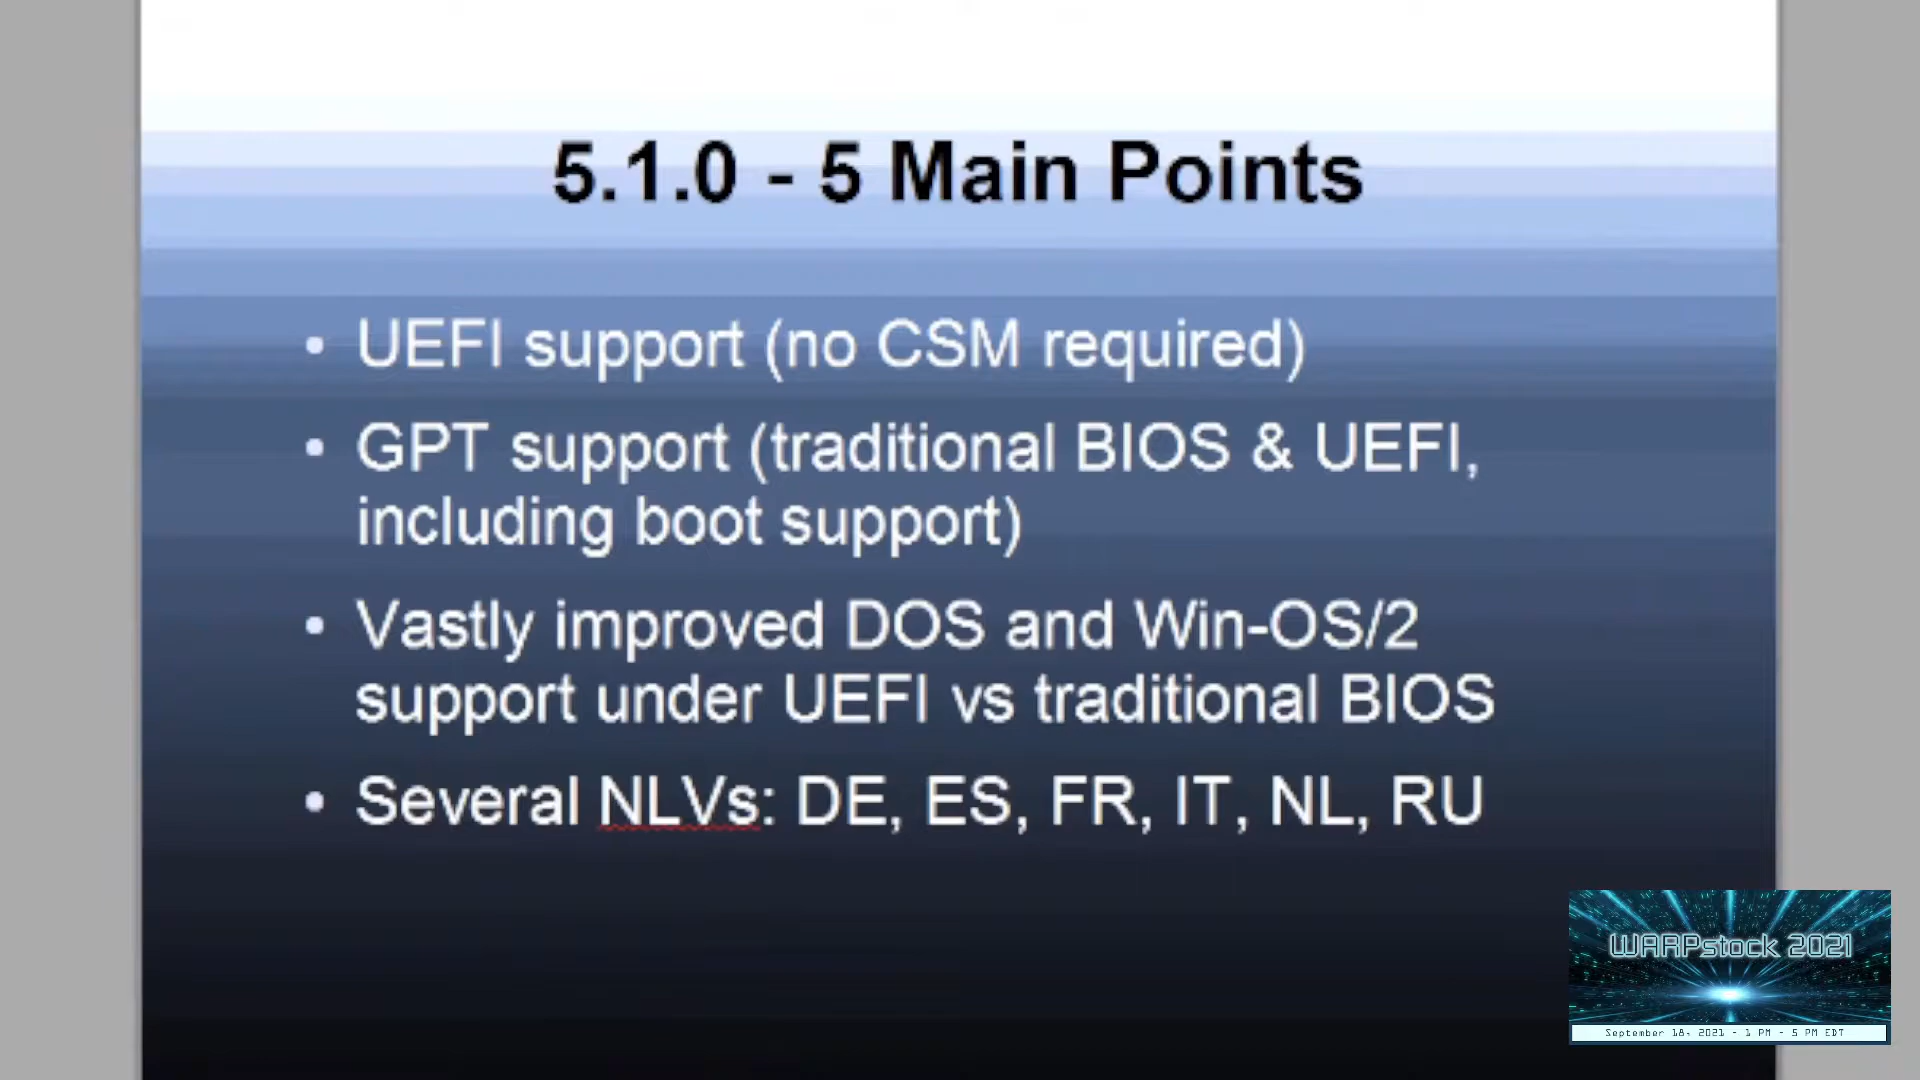 5.1.0 - 5 Main Points
• UEFI support (no CSM required)
• GPT support (traditional BIOS & UEFI,
including boot support)
• Vastly improved DOS and Win-OS/2
support under UEFI vs traditional BIOS
• Several NLVs: DE, ES, FR, IT, NL, RU
WARPstock 2021
September 18, 2021 - 1 PM - 5 PM EDT